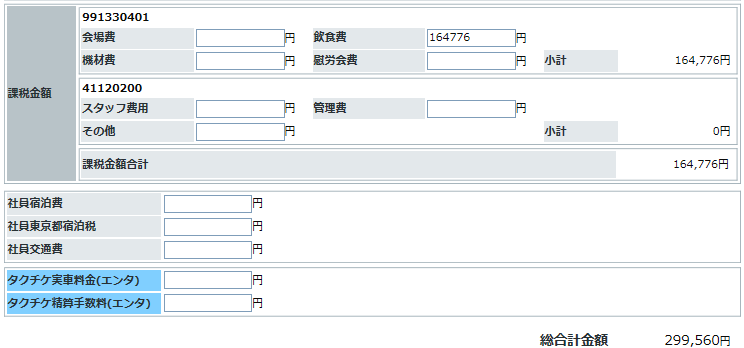 991330401
会場費 円 飲食費 164776 円
機材費 円 慰労会費 円 小計 164,776円
課税金額
41120200
スタッフ費用 円 管理費 円
その他 円 小計 0円
課税金額合計 164,776円
社員宿泊費 円
社員東京都宿泊税 円
社員交通費 円
タクチケ実車料金(エンタ) 円
タクチケ精算手数料(エンタ) 円
総合計金額 299,560円